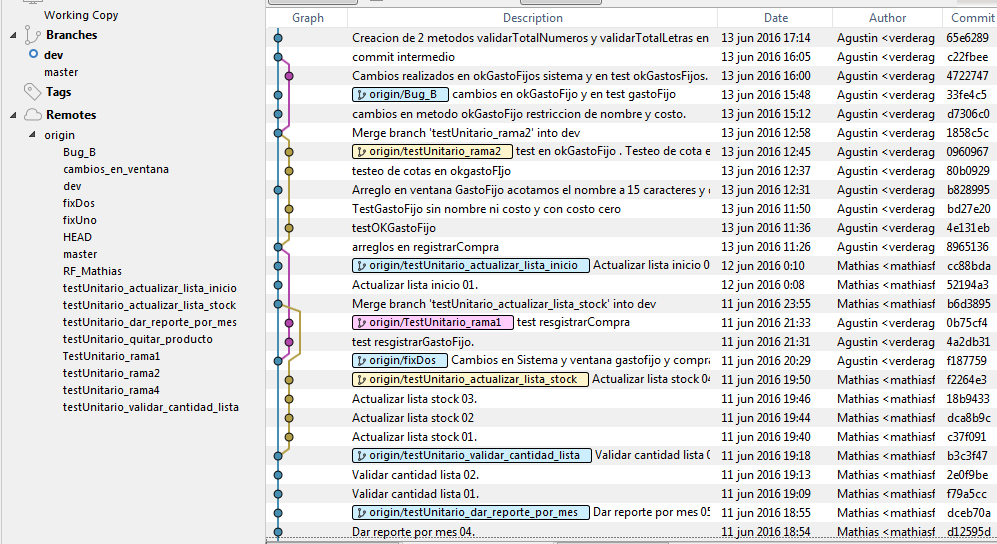 Working Copy
Branches
dev
master
Tags
Remotes
origin
Bug_B
cambios_en_ventana
dev
fixDos
fixUno
HEAD
master
RF_Mathias
testUnitario_actualizar_lista_inicio
testUnitario_actualizar_lista_stock
testUnitario_dar_reporte_por_mes
testUnitario_quitar_producto
TestUnitario_rama1
testUnitario_rama2
testUnitario_rama4
testUnitario_validar_cantidad_lista
Graph Description Date Author Commit
Creacion de 2 metodos validarTotalNumeros y validarTotalLetras en 13 jun 2016 17:14 Agustin <verderag 65e6289
commit intermedio 13 jun 2016 16:05 Agustin <verderag c22fbee
Cambios realizados en okGastoFijos sistema y en test okGastosFijos. 13 jun 2016 16:00 Agustin <verderag 4722747
origin/Bug_B cambios en okGastoFijo y en test gastoFijo 13 jun 2016 15:48 Agustin <verderag 33fe4c5
cambios en metodo okGastoFijo restriccion de nombre y costo. 13 jun 2016 15:12 Agustin <verderag d7306c0
Merge branch 'testUnitario_rama2' into dev 13 jun 2016 12:58 Agustin <verderag 1858c5c
origin/testUnitario_rama2 test en okGastoFijo . Testeo de cota e 13 jun 2016 12:45 Agustin <verderag 0960967
testeo de cotas en okgastoFIjo 13 jun 2016 12:37 Agustin <verderag 80b0929
Arreglo en ventana GastoFijo acotamos el nombre a 15 caracteres y 13 jun 2016 12:31 Agustin <verderag b828995
TestGastoFijo sin nombre ni costo y con costo cero 13 jun 2016 11:50 Agustin <verderag bd27e20
testOKGastoFijo 13 jun 2016 11:36 Agustin <verderag 4e131eb
arreglos en registrarCompra 13 jun 2016 11:26 Agustin <verderag 8965136
origin/testUnitario_actualizar_lista_inicio Actualizar lista inicio 0 12 jun 2016 0:10 Mathias <mathiasf cc88bda
Actualizar lista inicio 01. 12 jun 2016 0:08 Mathias <mathiasf 52194a3
Merge branch 'testUnitario_actualizar_lista_stock' into dev 11 jun 2016 23:55 Mathias <mathiasf b6d3895
origin/TestUnitario_rama1 test resgistrarCompra 11 jun 2016 21:33 Agustin <verderag 0b75cf4
test resgistrarGastoFijo. 11 jun 2016 21:31 Agustin <verderag 4a2db31
origin/fixDos Cambios en Sistema y ventana gastofijo y compra 11 jun 2016 20:29 Agustin <verderag f187759
origin/testUnitario_actualizar_lista_stock Actualizar lista stock 04 11 jun 2016 19:50 Mathias <mathiasf f2264e3
Actualizar lista stock 03. 11 jun 2016 19:46 Mathias <mathiasf 18b9433
Actualizar lista stock 02 11 jun 2016 19:44 Mathias <mathiasf dca8b9c
Actualizar lista stock 01. 11 jun 2016 19:40 Mathias <mathiasf c37f091
origin/testUnitario_validar_cantidad_lista Validar cantidad lista 0 11 jun 2016 19:18 Mathias <mathiasf b3c3f47
Validar cantidad lista 02. 11 jun 2016 19:13 Mathias <mathiasf 2e0f9be
Validar cantidad lista 01. 11 jun 2016 19:09 Mathias <mathiasf f79a5cc
origin/testUnitario_dar_reporte_por_mes Dar reporte por mes 05 11 jun 2016 18:55 Mathias <mathiasf dceb70a
Dar reporte por mes 04. 11 jun 2016 18:54 Mathias <mathiasf d12595d